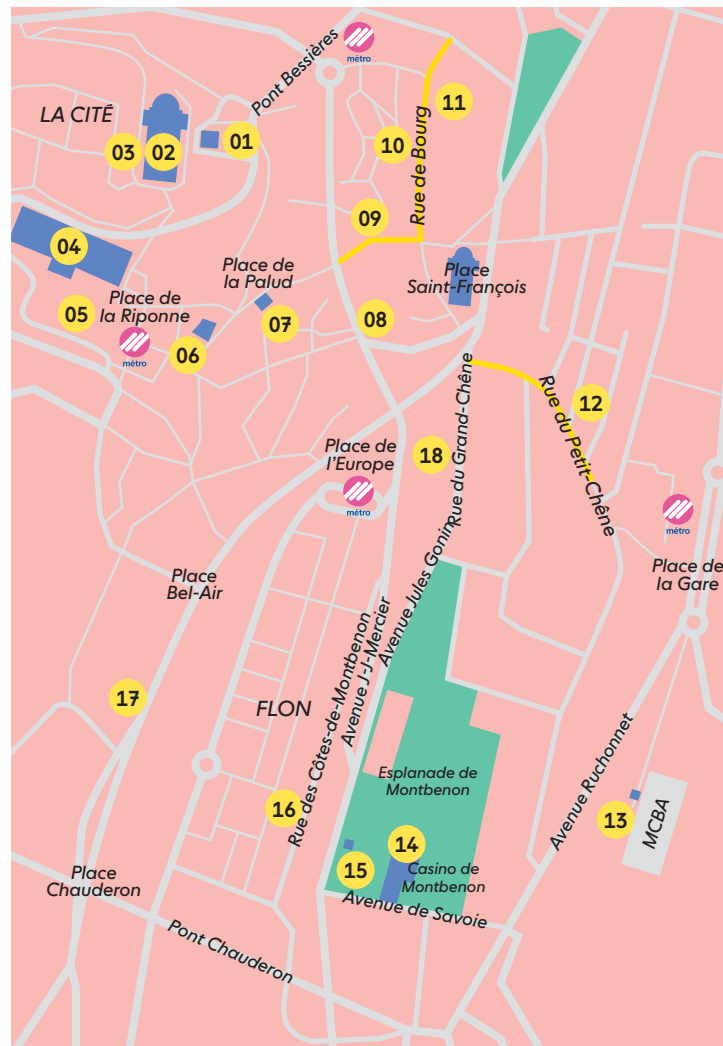 métro
Pont Bessières
LA CITÉ
01
02
03
04
05
06
07
08
09
10
11
Rue de Bourg
Place de
la Palud
Place
Saint-François
Place de
la Riponne
métro
Rue du Grand-Chêne
Rue du Petit-Chêne
12
18
Place de
l'Europe
métro
métro
Place de
la Gare
Place
Bel-Air
Avenue Jules Gonin
Avenue J-J-Mercier
Rue des Côtes-de-Montbenon
17
FLON
Esplanade de
Montbenon
Avenue Ruchonnet
16
13
MCBA
14
15
Casino de
Montbenon
Avenue de Savoie
Place
Chauderon
Pont Chauderon